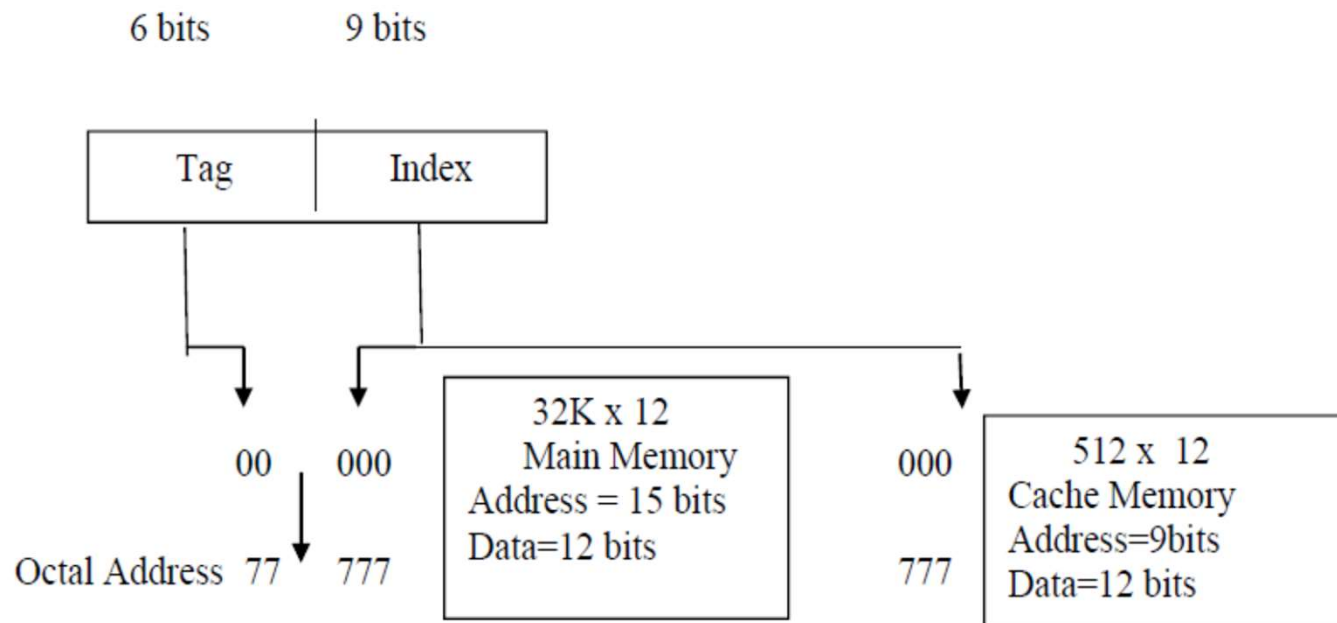 6 bits 9 bits
Tag Index
32K x 12
Main Memory
Address = 15 bits
Data=12 bits
00 000
Octal Address 77 777
000
777
512 x 12
Cache Memory
Address=9bits
Data=12 bits